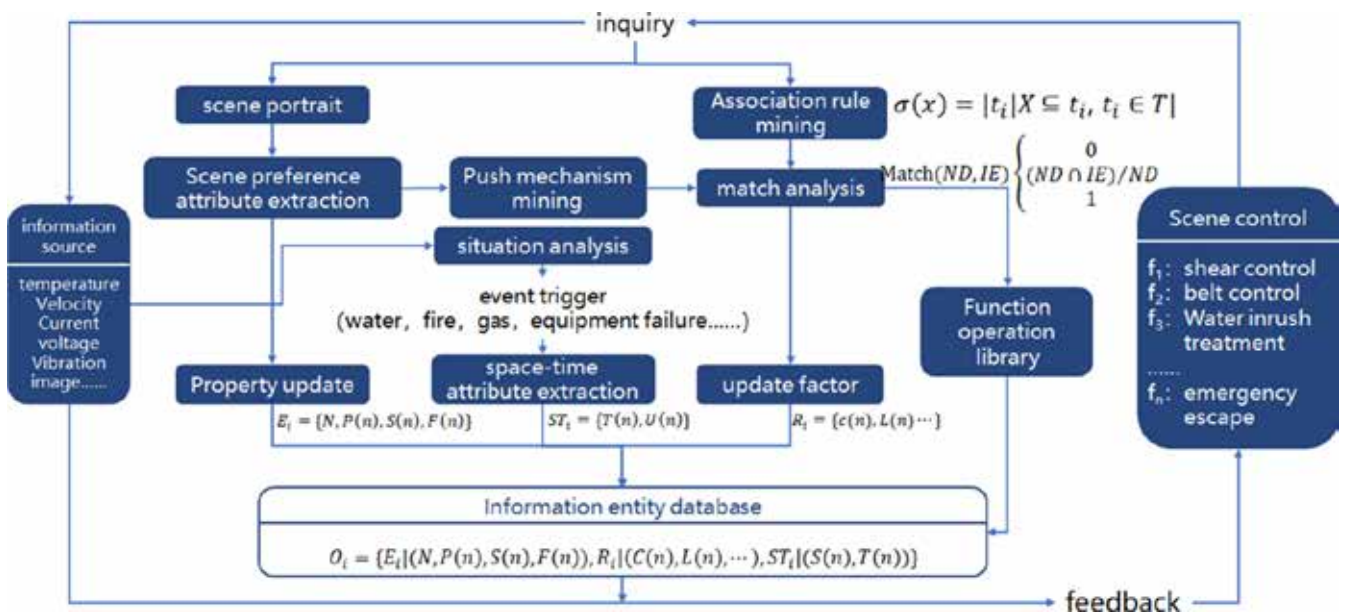 inquiry
scene portrait
Association rule
mining
σ(x) = |t_i|X ⊆ t_i, t_i ∈ T|
Scene preference
attribute extraction
Push mechanism
mining
match analysis
Match(ND, IE) {
0
(ND ∩ IE)/ND
1
information
source
temperature
Velocity
Current
voltage
Vibration
image......
situation analysis
event trigger
(water, fire, gas, equipment failure......)
Function
operation
library
Scene control
f₁: shear control
f₂: belt control
f₃: Water inrush
treatment
......
fₙ: emergency
escape
Property update
space-time
attribute extraction
update factor
E_i = {N, P(n), S(n), F(n)}
ST_i = {T(n), U(n)}
R_i = {c(n), L(n)⋯}
Information entity database
O_i = {E_i|(N, P(n), S(n), F(n)), R_i|(C(n), L(n), ⋯), ST_i|(S(n), T(n))}
feedback